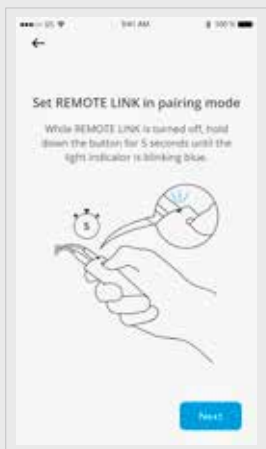 9:41 AM
100%
Set REMOTE LINK in pairing mode
While REMOTE LINK is turned off, hold
down the button for 5 seconds until the
light indicator is blinking blue.
5
Next